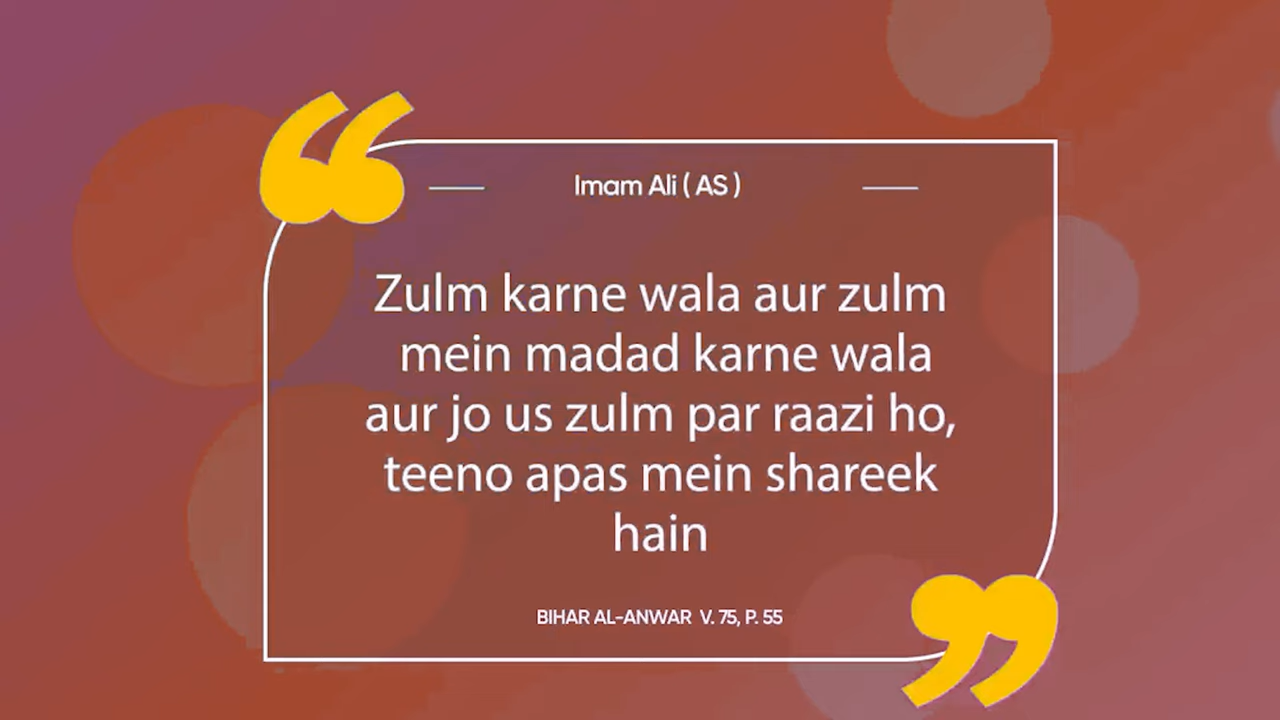 Imam Ali ( AS )
Zulm karne wala aur zulm
mein madad karne wala
aur jo us zulm par raazi ho,
teeno apas mein shareek
hain
BIHAR AL-ANWAR V. 75, P. 55